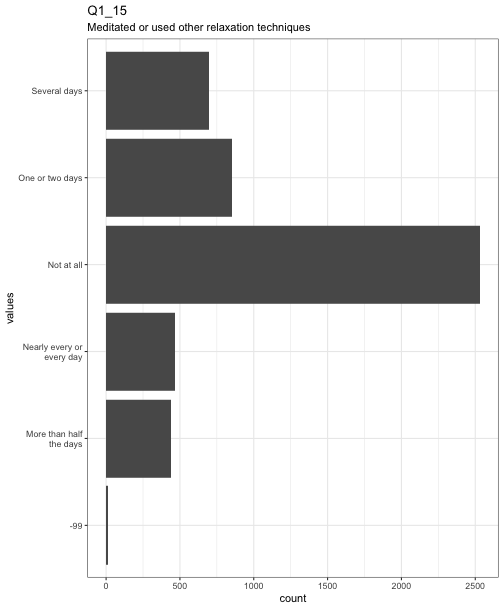 Q1_15
Meditated or used other relaxation techniques
Several days
One or two days
Not at all
Nearly every or
every day
More than half
the days
-99
values
0 500 1000 1500 2000 2500
count